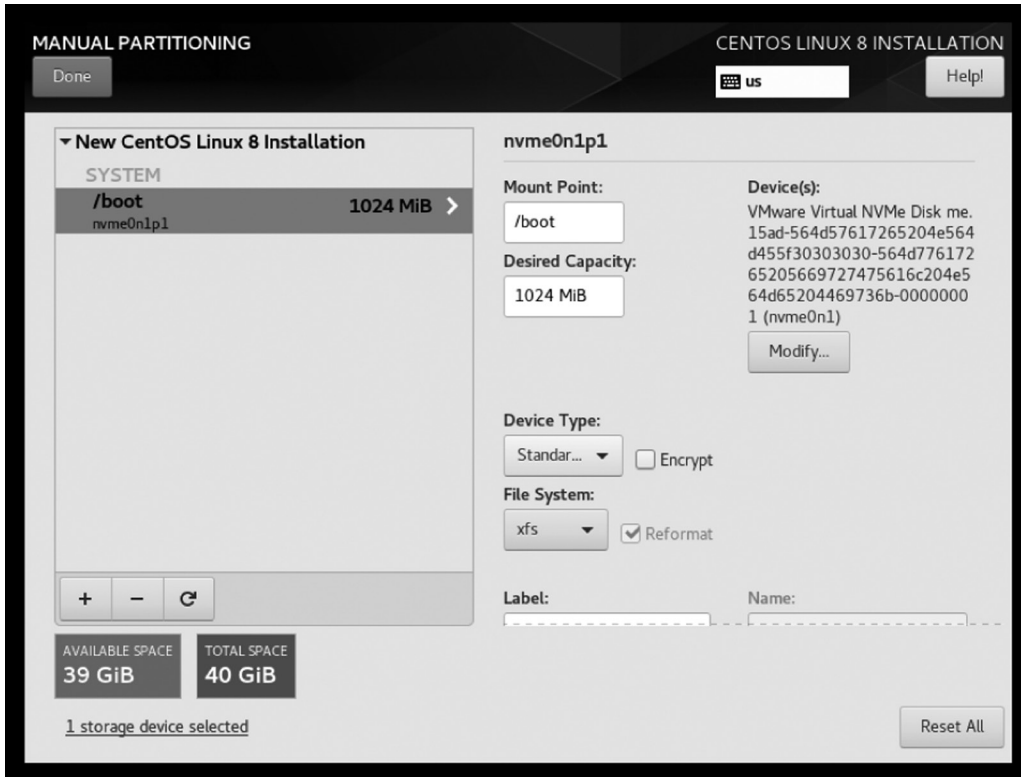 MANUAL PARTITIONING
CENTOS LINUX 8 INSTALLATION
Done
us
Help!
New CentOS Linux 8 Installation
SYSTEM
/boot
1024 MiB
nvme0n1p1
nvme0n1p1
Mount Point:
/boot
Desired Capacity:
1024 MiB
Device(s):
VMware Virtual NVMe Disk me.
15ad-564d57617265204e564
d455f30303030-564d776172
65205669727475616c204e5
64d65204469736b-0000000
1 (nvme0n1)
Modify...
Device Type:
Standar...
Encrypt
File System:
xfs
Reformat
Label:
Name:
+ −
AVAILABLE SPACE
39 GiB
TOTAL SPACE
40 GiB
1 storage device selected
Reset All